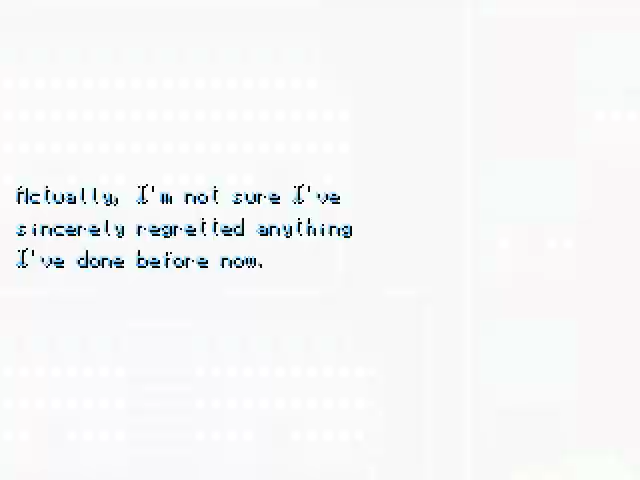 Actually, I'm not sure I've
sincerely regretted anything
I've done before now.